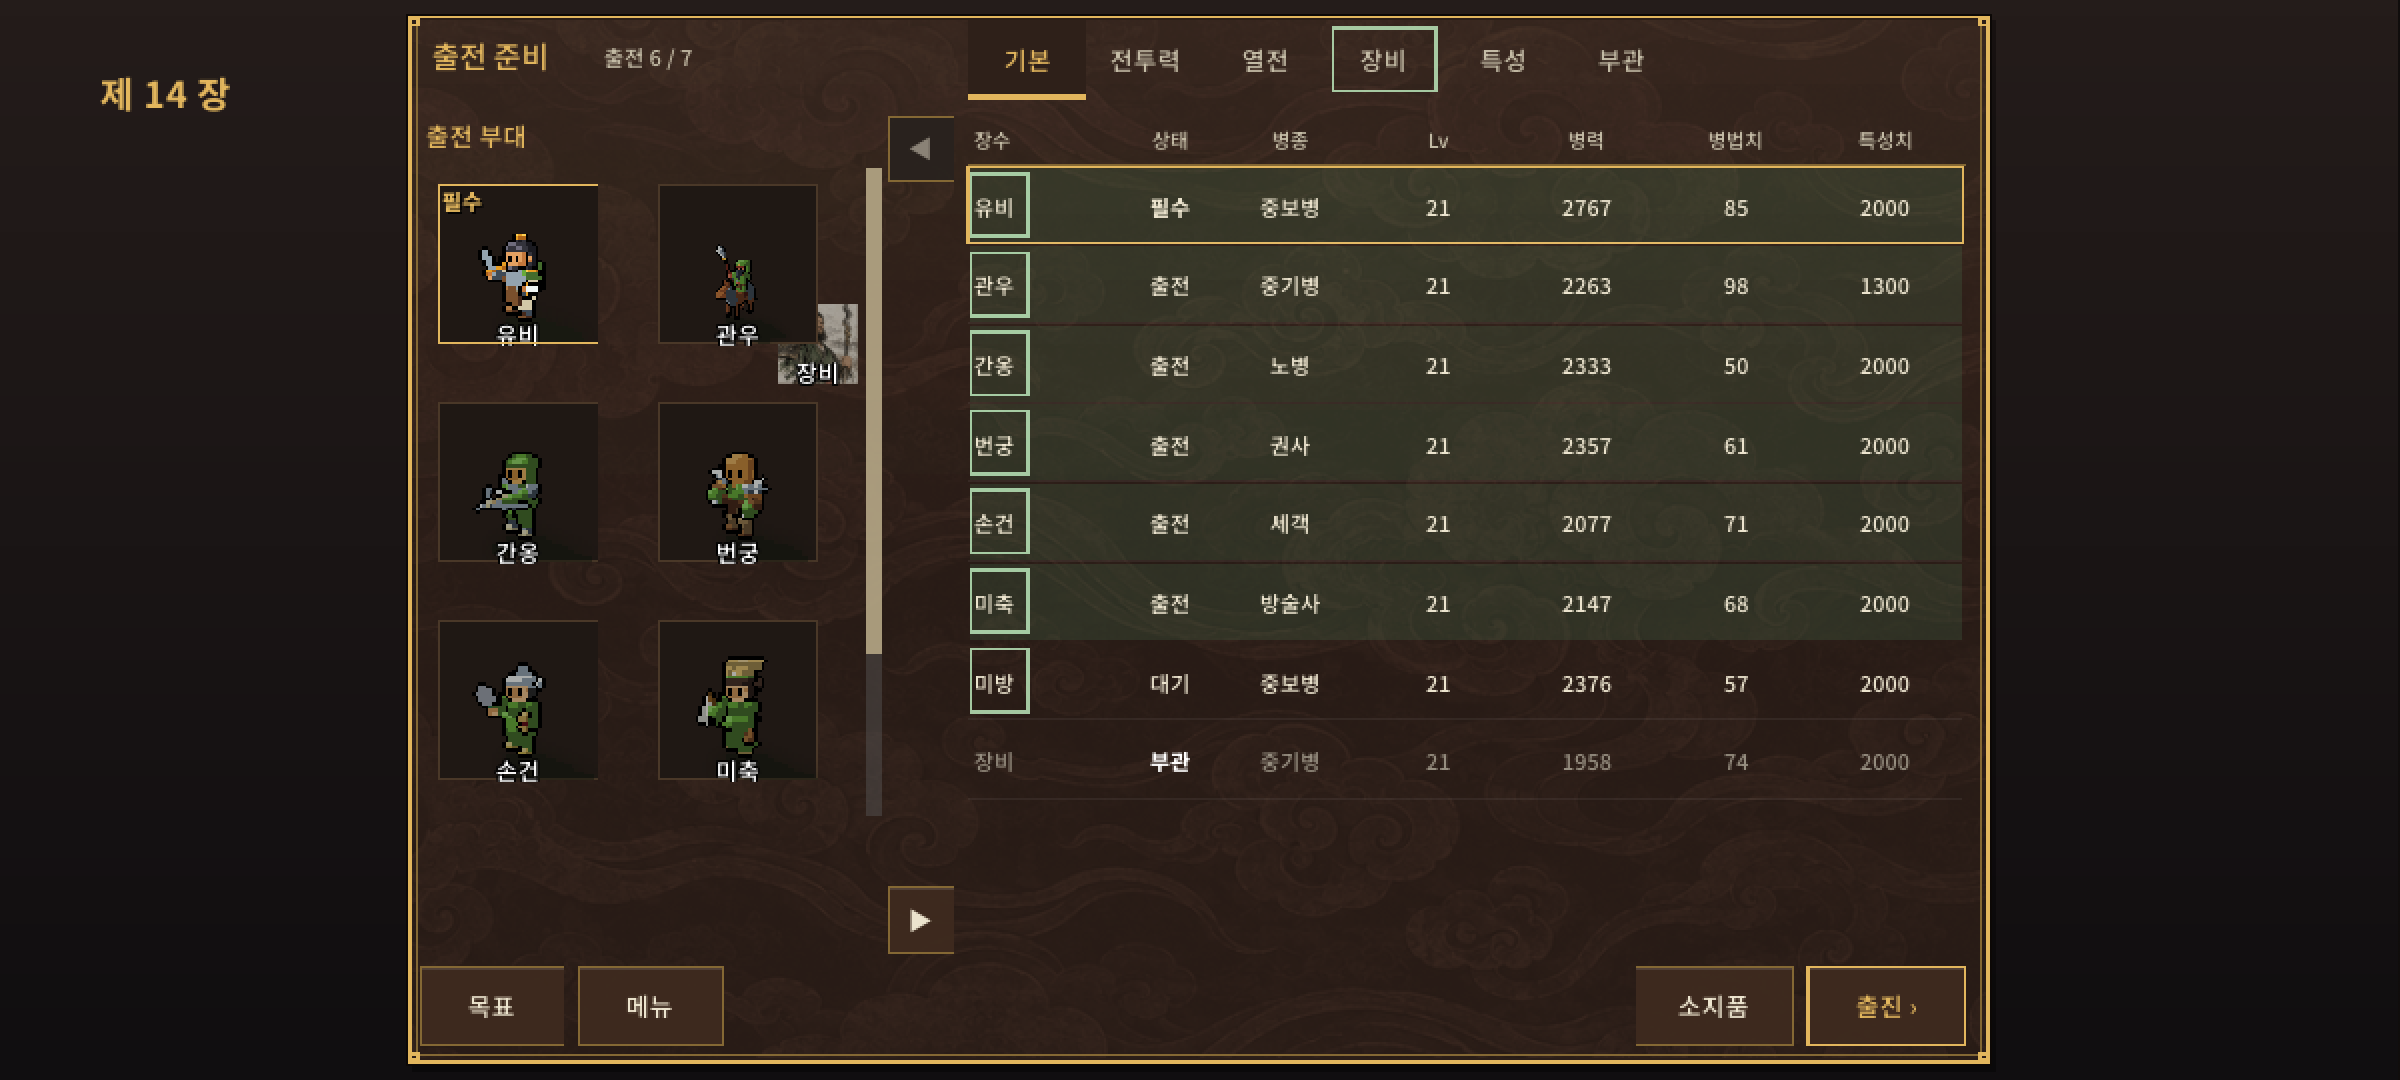 제 14 장
출전 준비 출전 6 / 7
기본 전투력 열전 장비 특성 부관
출전 부대
필수
유비 관우
장비
간옹 번궁
손건 미축
장수 상태 병종 Lv 병력 병법치 특성치
유비 필수 중보병 21 2767 85 2000
관우 출전 중기병 21 2263 98 1300
간옹 출전 노병 21 2333 50 2000
번궁 출전 권사 21 2357 61 2000
손건 출전 세객 21 2077 71 2000
미축 출전 방술사 21 2147 68 2000
미방 대기 중보병 21 2376 57 2000
장비 부관 중기병 21 1958 74 2000
목표 메뉴 소지품 출진 ›